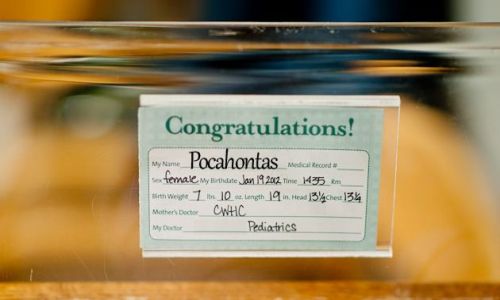 Congratulations!
My Name Pocahontas Medical Record #
Sex female My Birthdate Jan 19 2012 Time 1435 Rm
Birth Weight 7 lbs. 10 oz. Length 19 in. Head 13½ Chest 13¼
Mother's Doctor CWHC
My Doctor Pediatrics